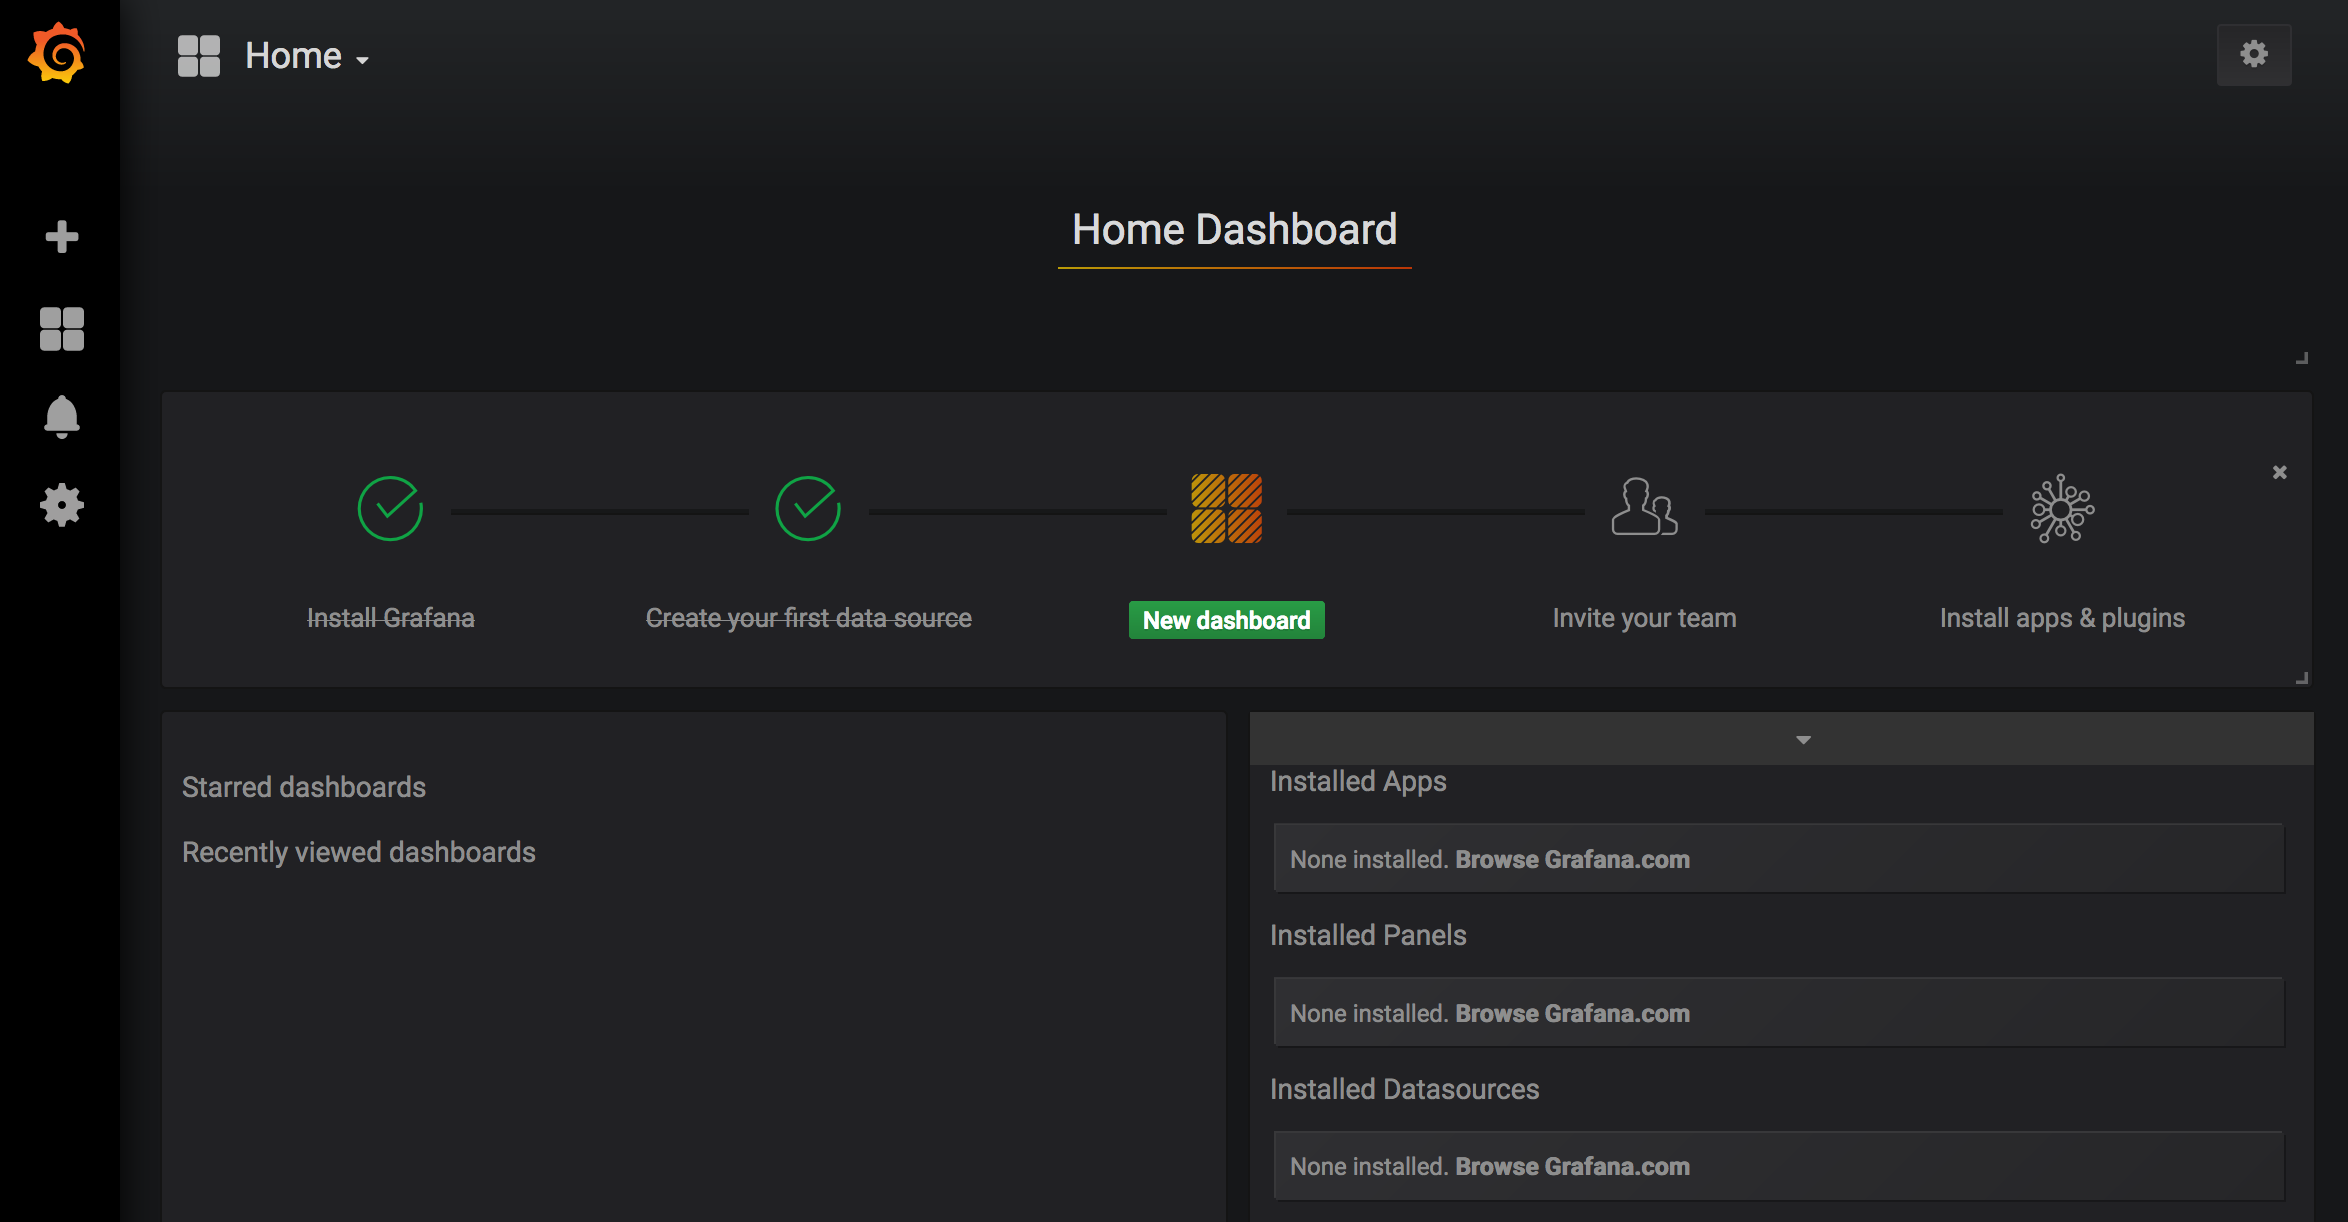 Home
Home Dashboard
Install Grafana
Create your first data source
New dashboard
Invite your team
Install apps & plugins
Starred dashboards
Recently viewed dashboards
Installed Apps
None installed. Browse Grafana.com
Installed Panels
None installed. Browse Grafana.com
Installed Datasources
None installed. Browse Grafana.com